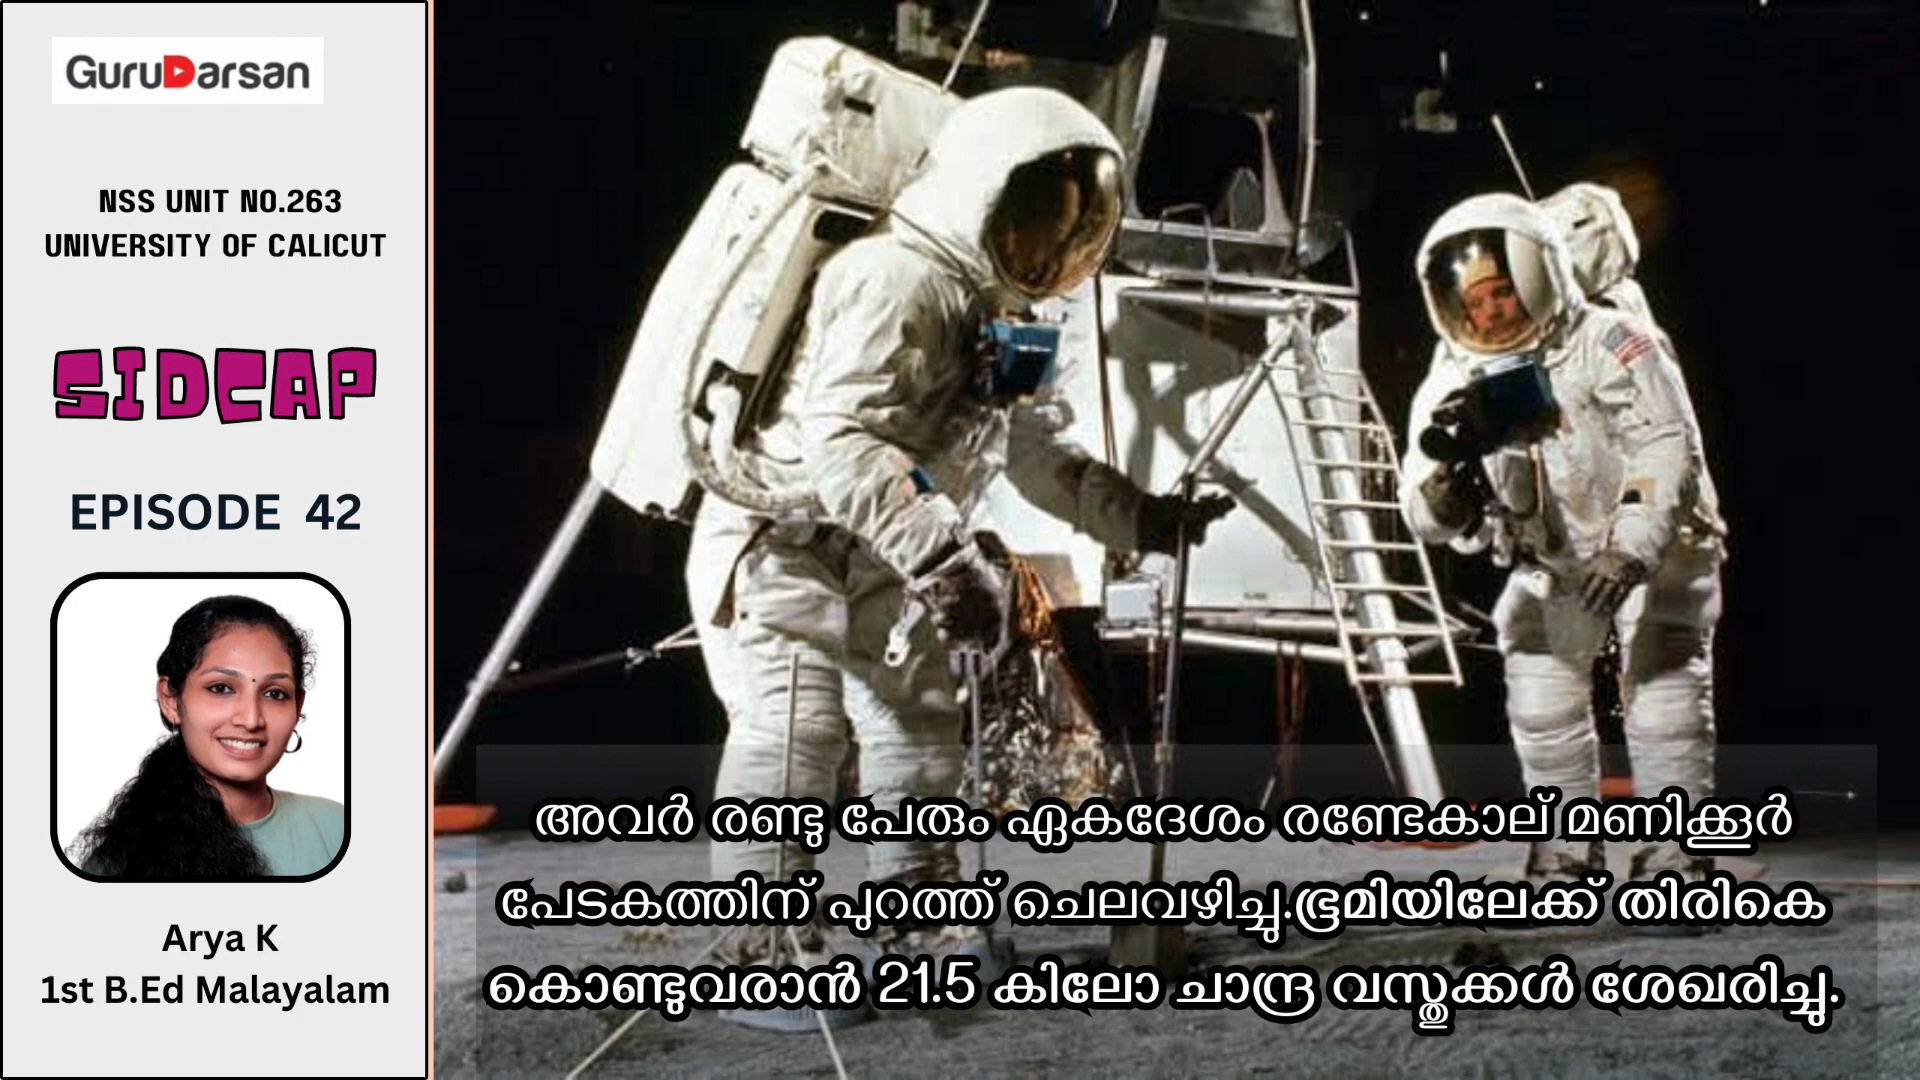 GuruDarsan
NSS UNIT NO.263
UNIVERSITY OF CALICUT
SIDCAP
EPISODE 42
Arya K
1st B.Ed Malayalam
അവർ രണ്ടു പേരും ഏകദേശം രണ്ടേകാല് മണിക്കൂർ
പേടകത്തിന് പുറത്ത് ചെലവഴിച്ചു.ഭൂമിയിലേക്ക് തിരികെ
കൊണ്ടുവരാൻ 21.5 കിലോ ചാന്ദ്ര വസ്തുക്കൾ ശേഖരിച്ചു.